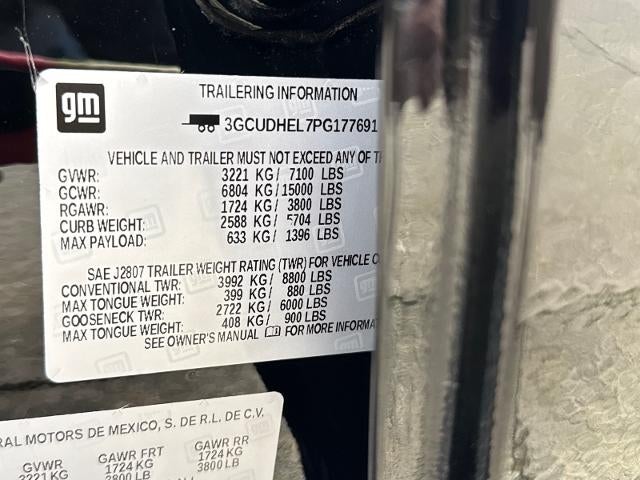 gm
TRAILERING INFORMATION
3GCUDHEL7PG177691
VEHICLE AND TRAILER MUST NOT EXCEED ANY OF
GVWR: 3221 KG/ 7100 LBS
GCWR: 6804 KG/15000 LBS
RGAWR: 1724 KG/ 3800 LBS
CURB WEIGHT: 2588 KG/ 5704 LBS
MAX PAYLOAD: 633 KG/ 1396 LBS
SAE J2807 TRAILER WEIGHT RATING (TWR) FOR VEHICLE
CONVENTIONAL TWR: 3992 KG/ 8800 LBS
MAX TONGUE WEIGHT: 399 KG/ 880 LBS
GOOSENECK TWR: 2722 KG/ 6000 LBS
MAX TONGUE WEIGHT: 408 KG/ 900 LBS
SEE OWNER'S MANUAL FOR MORE INFORMA
RAL MOTORS DE MEXICO, S. DE R.L. DE C.V.
GVWR GAWR FRT GAWR RR
3221 KG 1724 KG 1724 KG
3800 LB 3800 LB